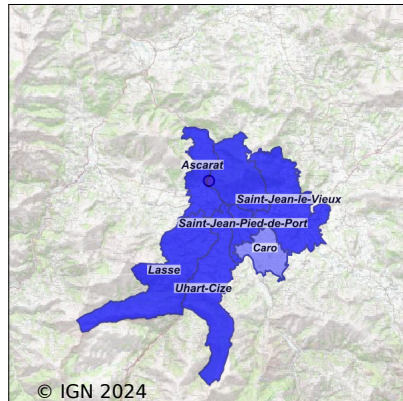 Ascarat
Saint-Jean-le-Vieux
Saint-Jean-Pied-de-Port
Caro
Lasse
Uhart-Cize
© IGN 2024